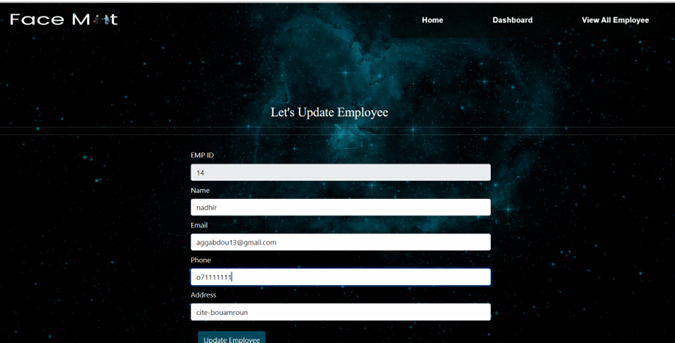 Face M t
Home Dashboard View All Employee
Let's Update Employee
EMP ID
14
Name
nadhir
Email
aggabdou13@gmail.com
Phone
o71111111
Address
cite-bouamroun
Update Employee